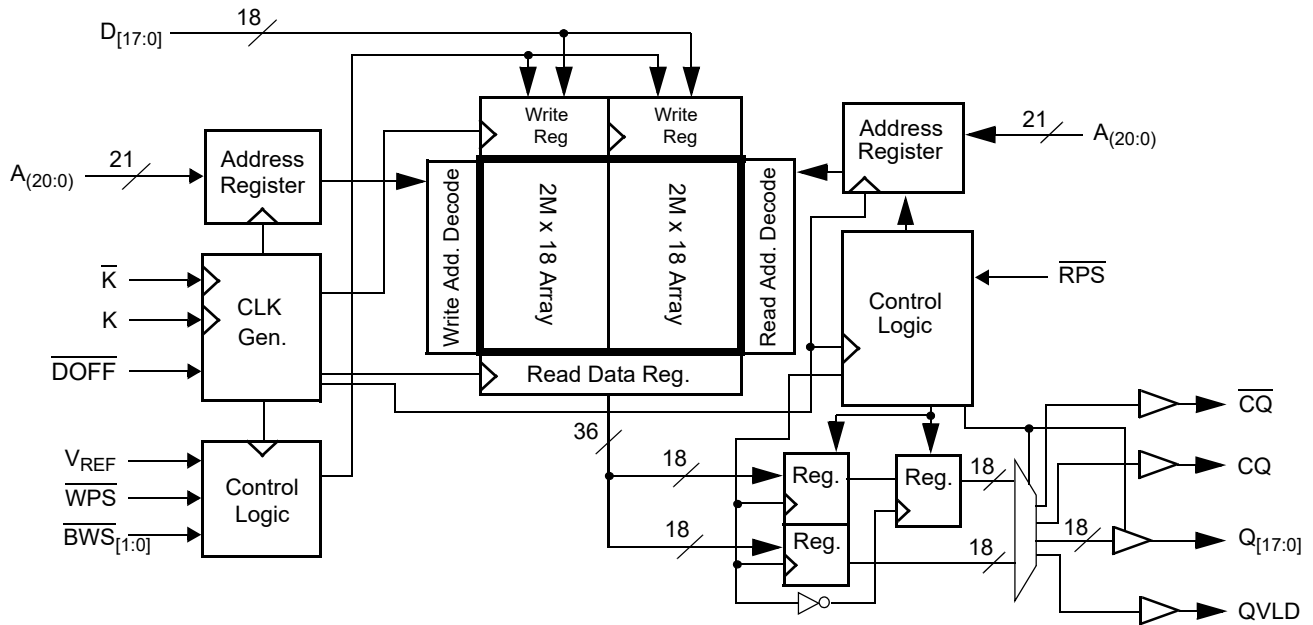 D[17:0]
18
Write
Reg
Write
Reg
Address
Register
21
A(20:0)
A(20:0)
21
Address
Register
Write Add. Decode
2M x 18 Array
2M x 18 Array
Read Add. Decode
K
K
DOFF
CLK
Gen.
Control
Logic
RPS
Read Data Reg.
36
VREF
WPS
BWS[1:0]
Control
Logic
18
Reg.
Reg.
18
18
Reg.
18
18
CQ
CQ
Q[17:0]
QVLD